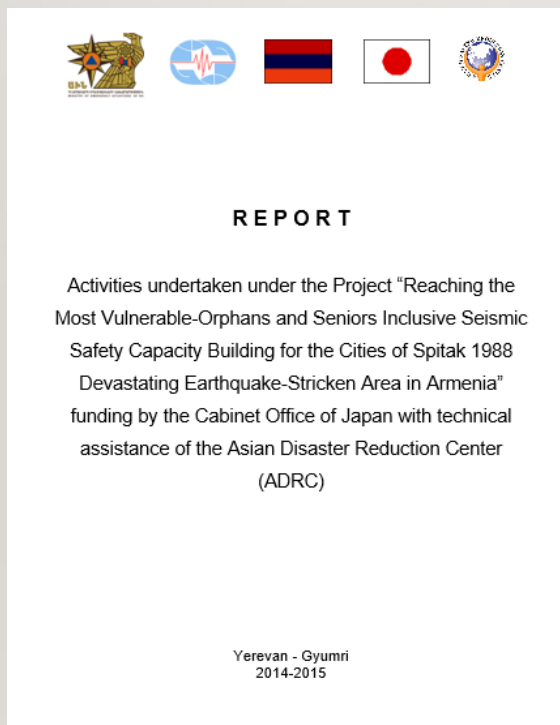 REPORT
Activities undertaken under the Project “Reaching the
Most Vulnerable-Orphans and Seniors Inclusive Seismic
Safety Capacity Building for the Cities of Spitak 1988
Devastating Earthquake-Stricken Area in Armenia”
funding by the Cabinet Office of Japan with technical
assistance of the Asian Disaster Reduction Center
(ADRC)
Yerevan - Gyumri
2014-2015